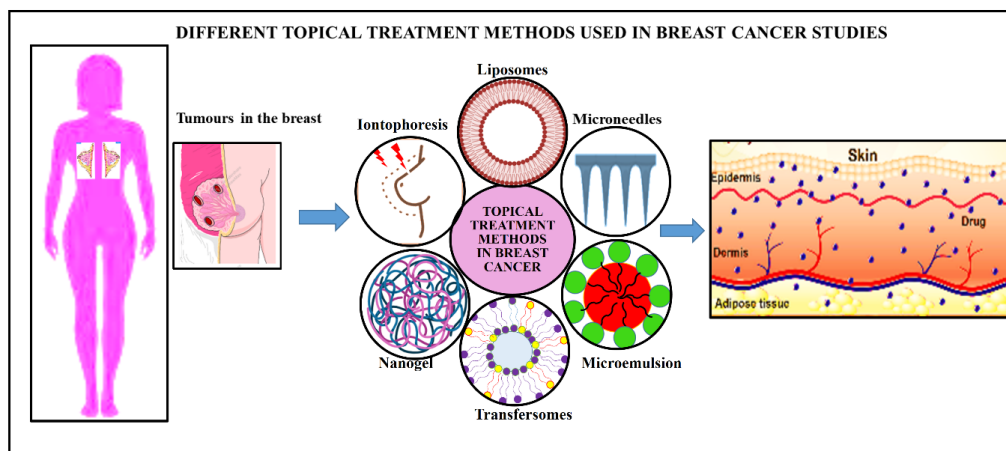 DIFFERENT TOPICAL TREATMENT METHODS USED IN BREAST CANCER STUDIES
Tumours in the breast
Liposomes
Iontophoresis
Microneedles
TOPICAL
TREATMENT
METHODS
IN BREAST
CANCER
Nanogel
Microemulsion
Transfersomes
Skin
Epidermis
Drug
Dermis
Adipose tissue